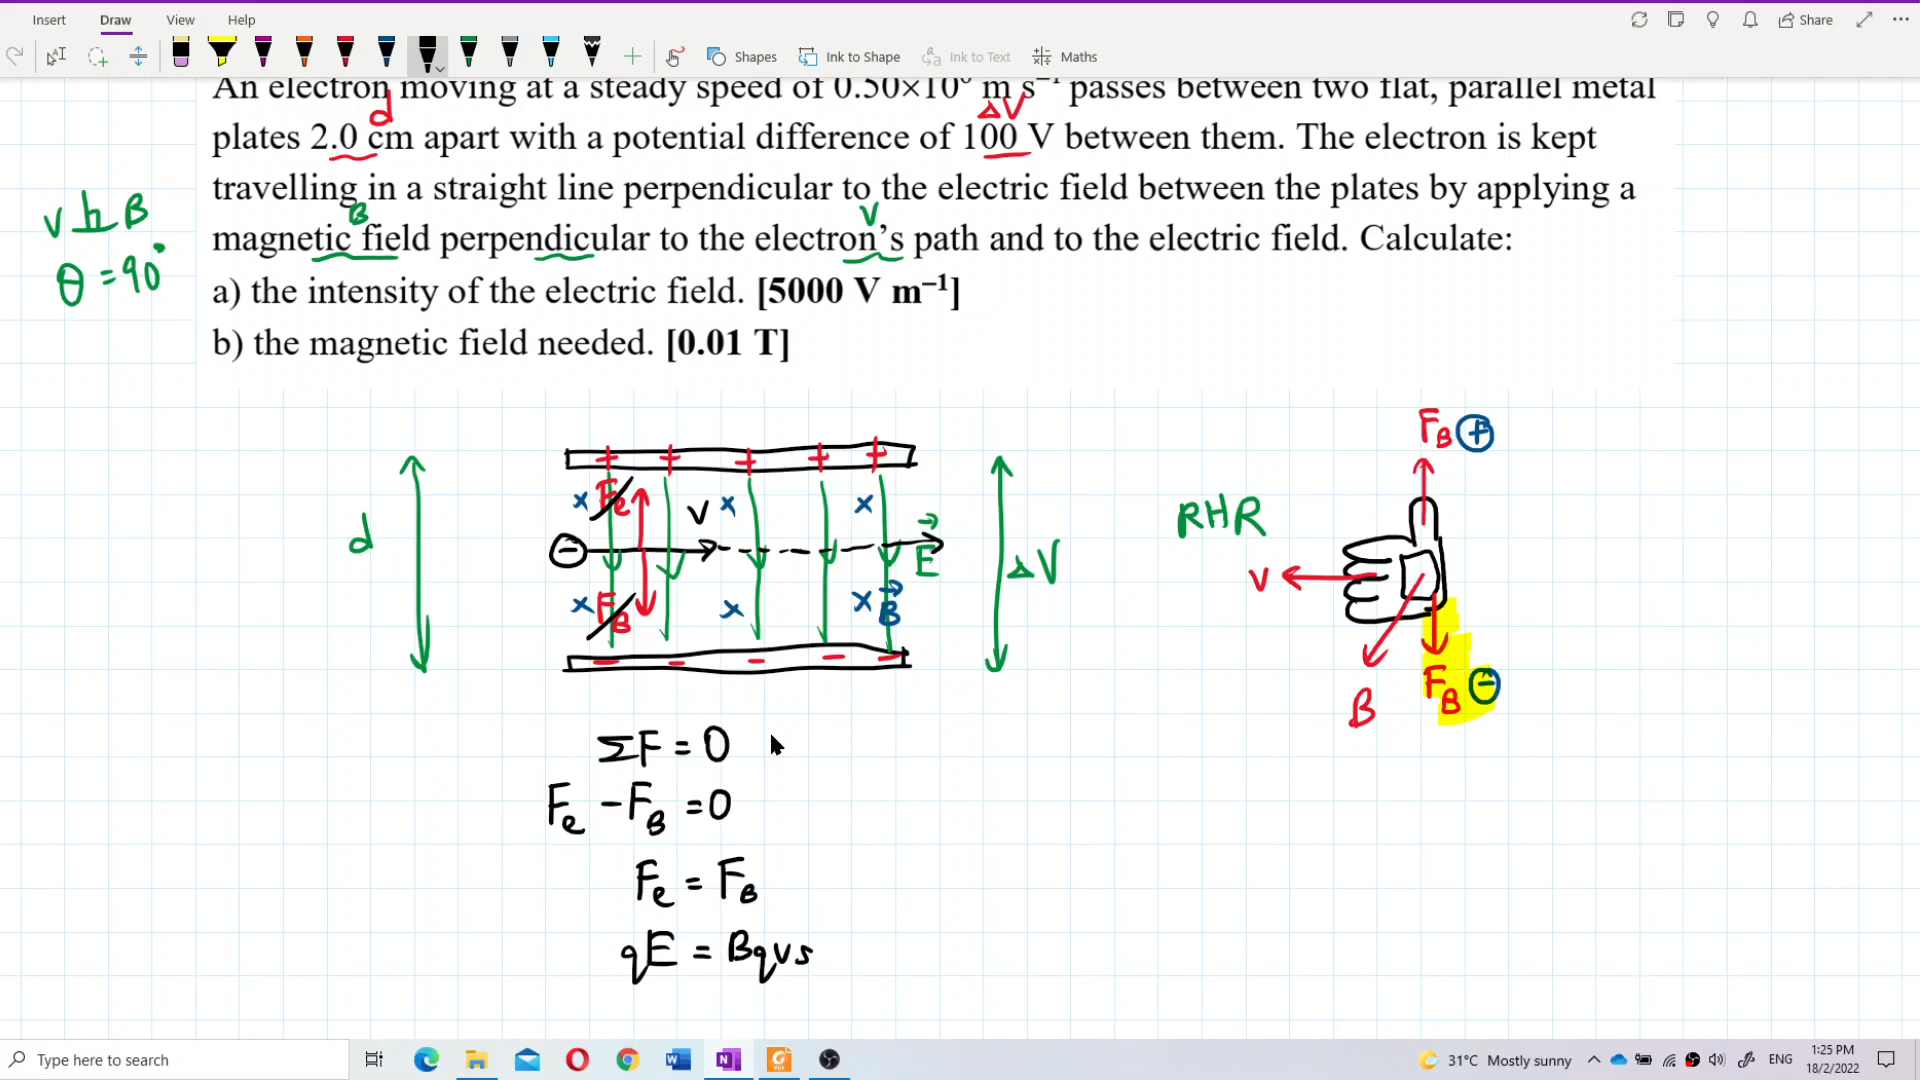 Insert Draw View Help
Share
Shapes Ink to Shape Ink to Text Maths
An electron moving at a steady speed of 0.50×10⁶ m s⁻¹ passes between two flat, parallel metal
d ΔV
plates 2.0 cm apart with a potential difference of 100 V between them. The electron is kept
travelling in a straight line perpendicular to the electric field between the plates by applying a
B v
magnetic field perpendicular to the electron’s path and to the electric field. Calculate:
v ⊥ B
θ = 90°
a) the intensity of the electric field. [5000 V m⁻¹]
b) the magnetic field needed. [0.01 T]
+ + + + +
x Fe V x x
d
− E
ΔV
x FB x x B
− − − − −
RHR
FB +
v
B
FB −
ΣF = 0
Fe − FB = 0
Fe = FB
qE = Bqvs
Type here to search
31°C Mostly sunny
ENG
1:25 PM
18/2/2022